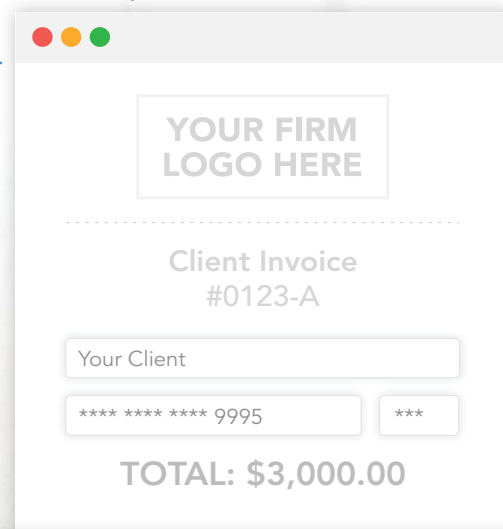 YOUR FIRM
LOGO HERE
Client Invoice
#0123-A
Your Client
**** **** **** 9995 ***
TOTAL: $3,000.00